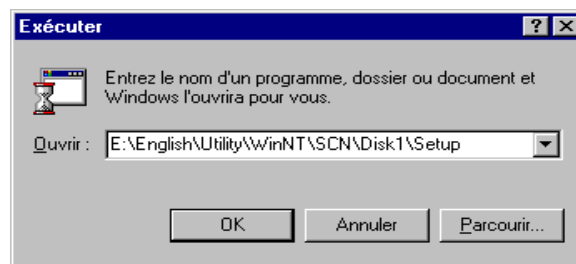 Exécuter
Entrez le nom d'un programme, dossier ou document et
Windows l'ouvrira pour vous.
Ouvrir : E:\English\Utility\WinNT\SCN\Disk1\Setup
OK Annuler Parcourir...